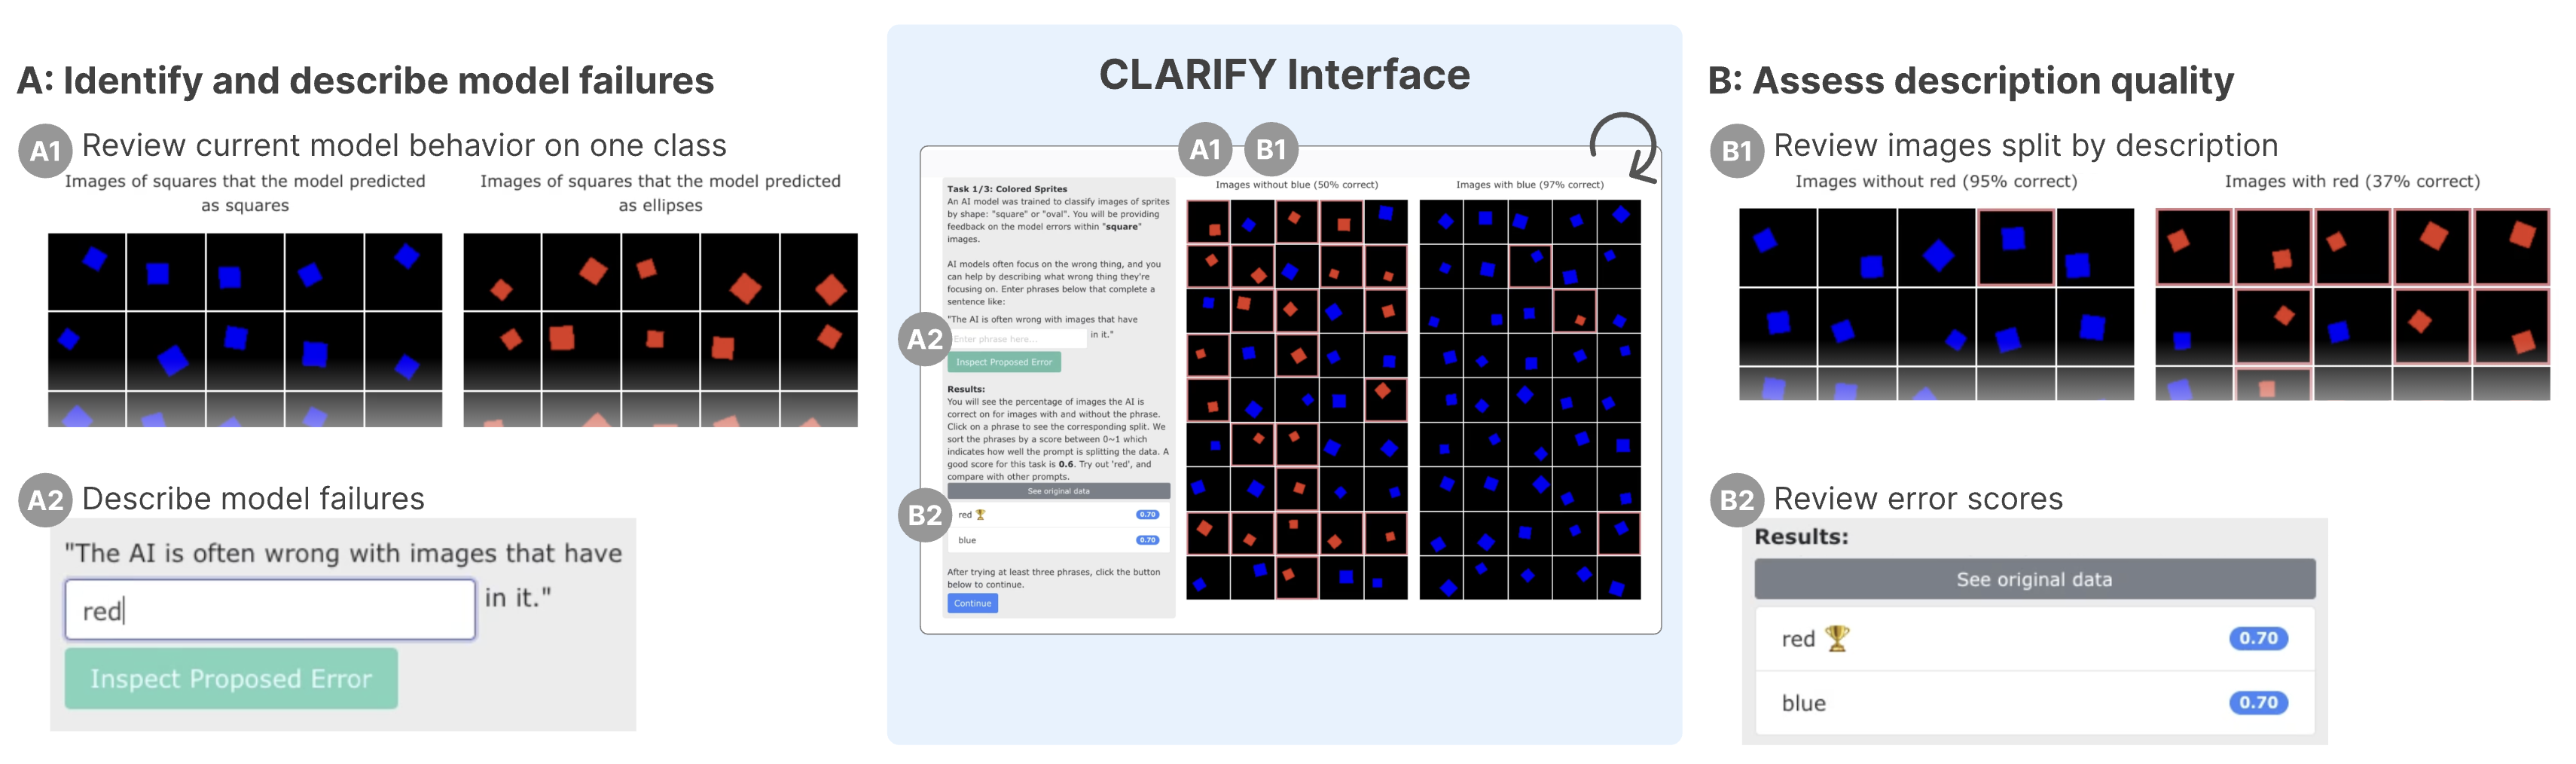 A: Identify and describe model failures
A1 Review current model behavior on one class
Images of squares that the model predicted
as squares
Images of squares that the model predicted
as ellipses
A2 Describe model failures
"The AI is often wrong with images that have
red
in it."
Inspect Proposed Error
CLARIFY Interface
A1 B1
Task 1/3: Colored Sprites
An AI model was trained to classify images of sprites
by shape: "square" or "oval". You will be providing
feedback on the model errors within "square"
images.
AI models often focus on the wrong thing, and you
can help by describing what wrong thing they're
focusing on. Enter phrases below that complete a
sentence like:
"The AI is often wrong with images that have
A2
Enter phrase here...
in it."
Inspect Proposed Error
Results:
You will see the percentage of images the AI is
correct on for images with and without the phrase.
Click on a phrase to see the corresponding split. We
sort the phrases by a score between 0~1 which
indicates how well the prompt is splitting the data. A
good score for this task is 0.6. Try out 'red', and
compare with other prompts.
See original data
B2
red 0.70
blue 0.70
After trying at least three phrases, click the button
below to continue.
Continue
Images without blue (50% correct)
Images with blue (97% correct)
B: Assess description quality
B1 Review images split by description
Images without red (95% correct)
Images with red (37% correct)
B2 Review error scores
Results:
See original data
red 0.70
blue 0.70